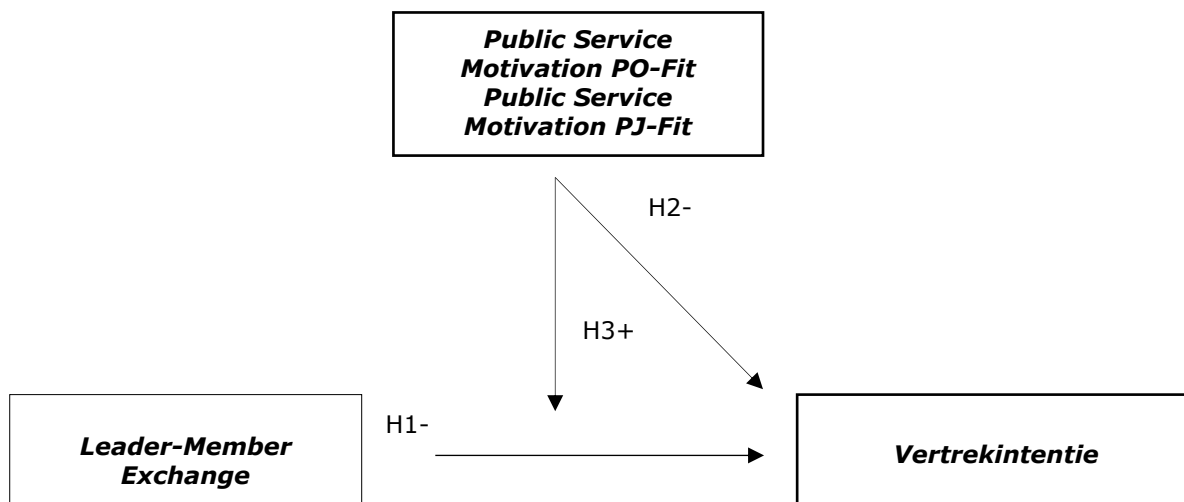 Public Service
Motivation PO-Fit
Public Service
Motivation PJ-Fit
H2-
H3+
H1-
Leader-Member
Exchange
Vertrekintentie